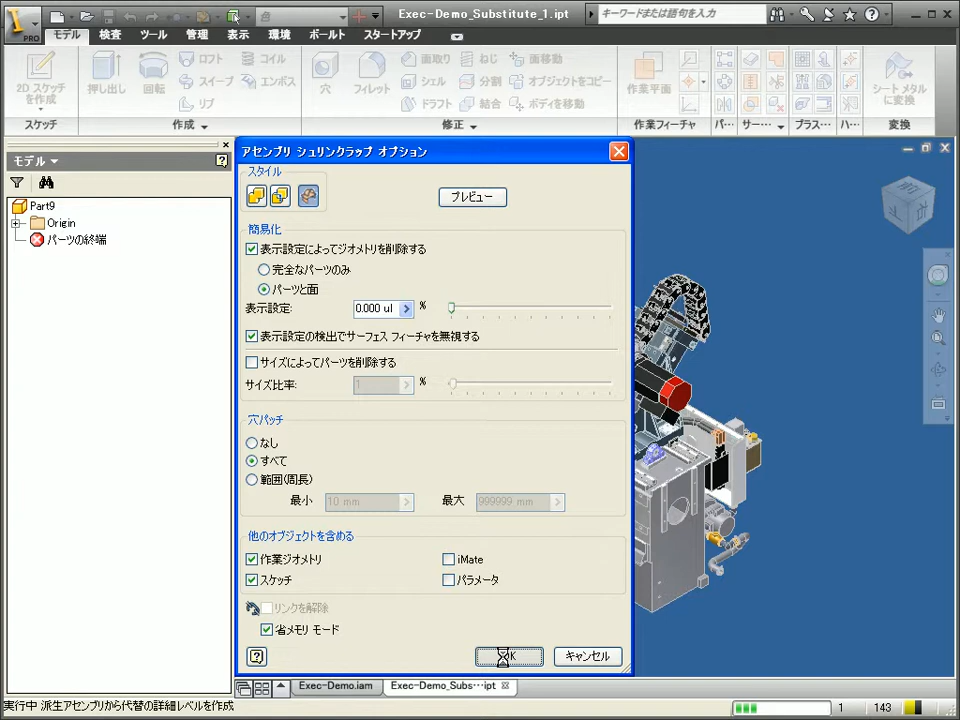 Exec-Demo_Substitute_1.ipt
キーワードまたは語句を入力
PRO
モデル 検査 ツール 管理 表示 環境 ボールト スタートアップ
2D スケッチを作成
押し出し
回転
ロフト
スイープ
リブ
コイル
エンボス
穴
フィレット
面取り
シェル
ドラフト
ねじ
分割
結合
面移動
オブジェクトをコピー
ボディを移動
作業平面
シート メタルに変換
スケッチ 作成 修正 作業フィーチャ パ… サー… プラス… ハ… 変換
モデル
Part9
Origin
パーツの終端
アセンブリ シュリンクラップ オプション
スタイル
プレビュー
簡易化
表示設定によってジオメトリを削除する
完全なパーツのみ
パーツと面
表示設定: 0.000 ul %
表示設定の検出でサーフェス フィーチャを無視する
サイズによってパーツを削除する
サイズ比率: 1 %
穴パッチ
なし
すべて
範囲(周長)
最小 10 mm 最大 999999 mm
他のオブジェクトを含める
作業ジオメトリ iMate
スケッチ パラメータ
リンクを解除
省メモリ モード
OK キャンセル
Exec-Demo.iam Exec-Demo_Subs…ipt
実行中 派生アセンブリから代替の詳細レベルを作成 1 143